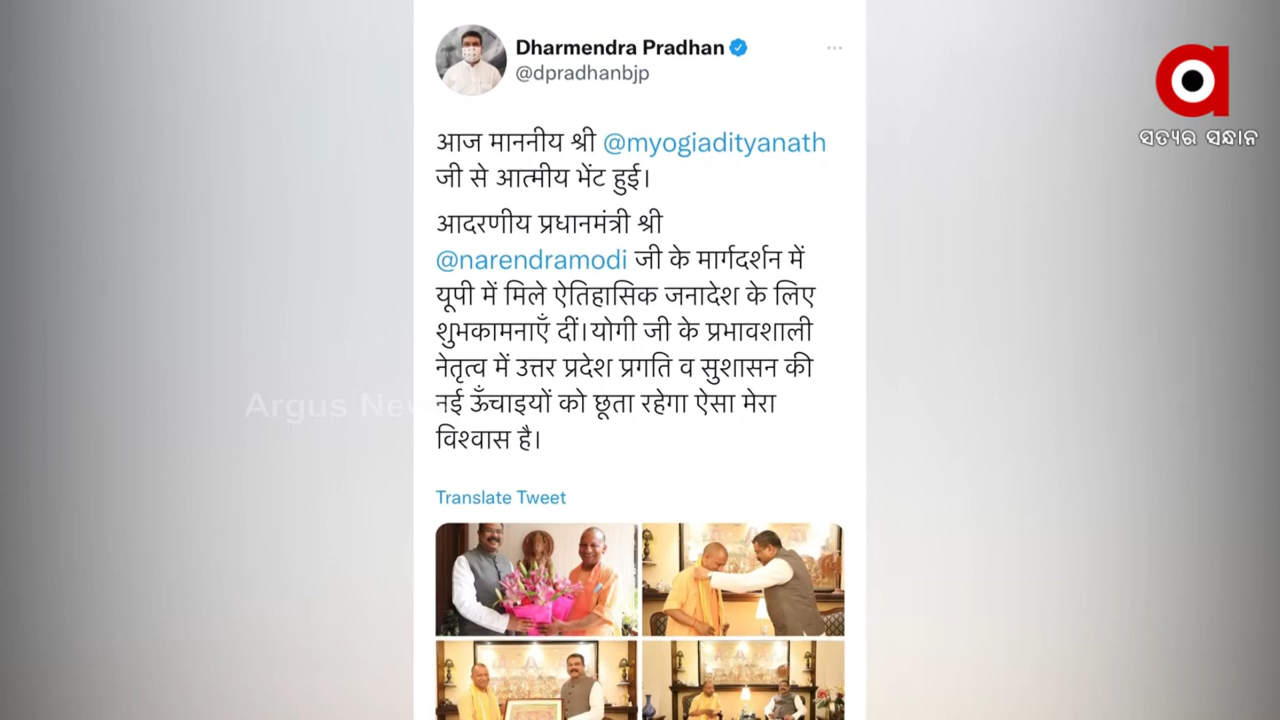 Dharmendra Pradhan
@dpradhanbjp
ସତ୍ୟର ସନ୍ଧାନ
आज माननीय श्री @myogiadityanath
जी से आत्मीय भेंट हुई।
आदरणीय प्रधानमंत्री श्री
@narendramodi जी के मार्गदर्शन में
यूपी में मिले ऐतिहासिक जनादेश के लिए
शुभकामनाएँ दीं।योगी जी के प्रभावशाली
नेतृत्व में उत्तर प्रदेश प्रगति व सुशासन की
नई ऊँचाइयों को छूता रहेगा ऐसा मेरा
विश्वास है।
Argus New
Translate Tweet